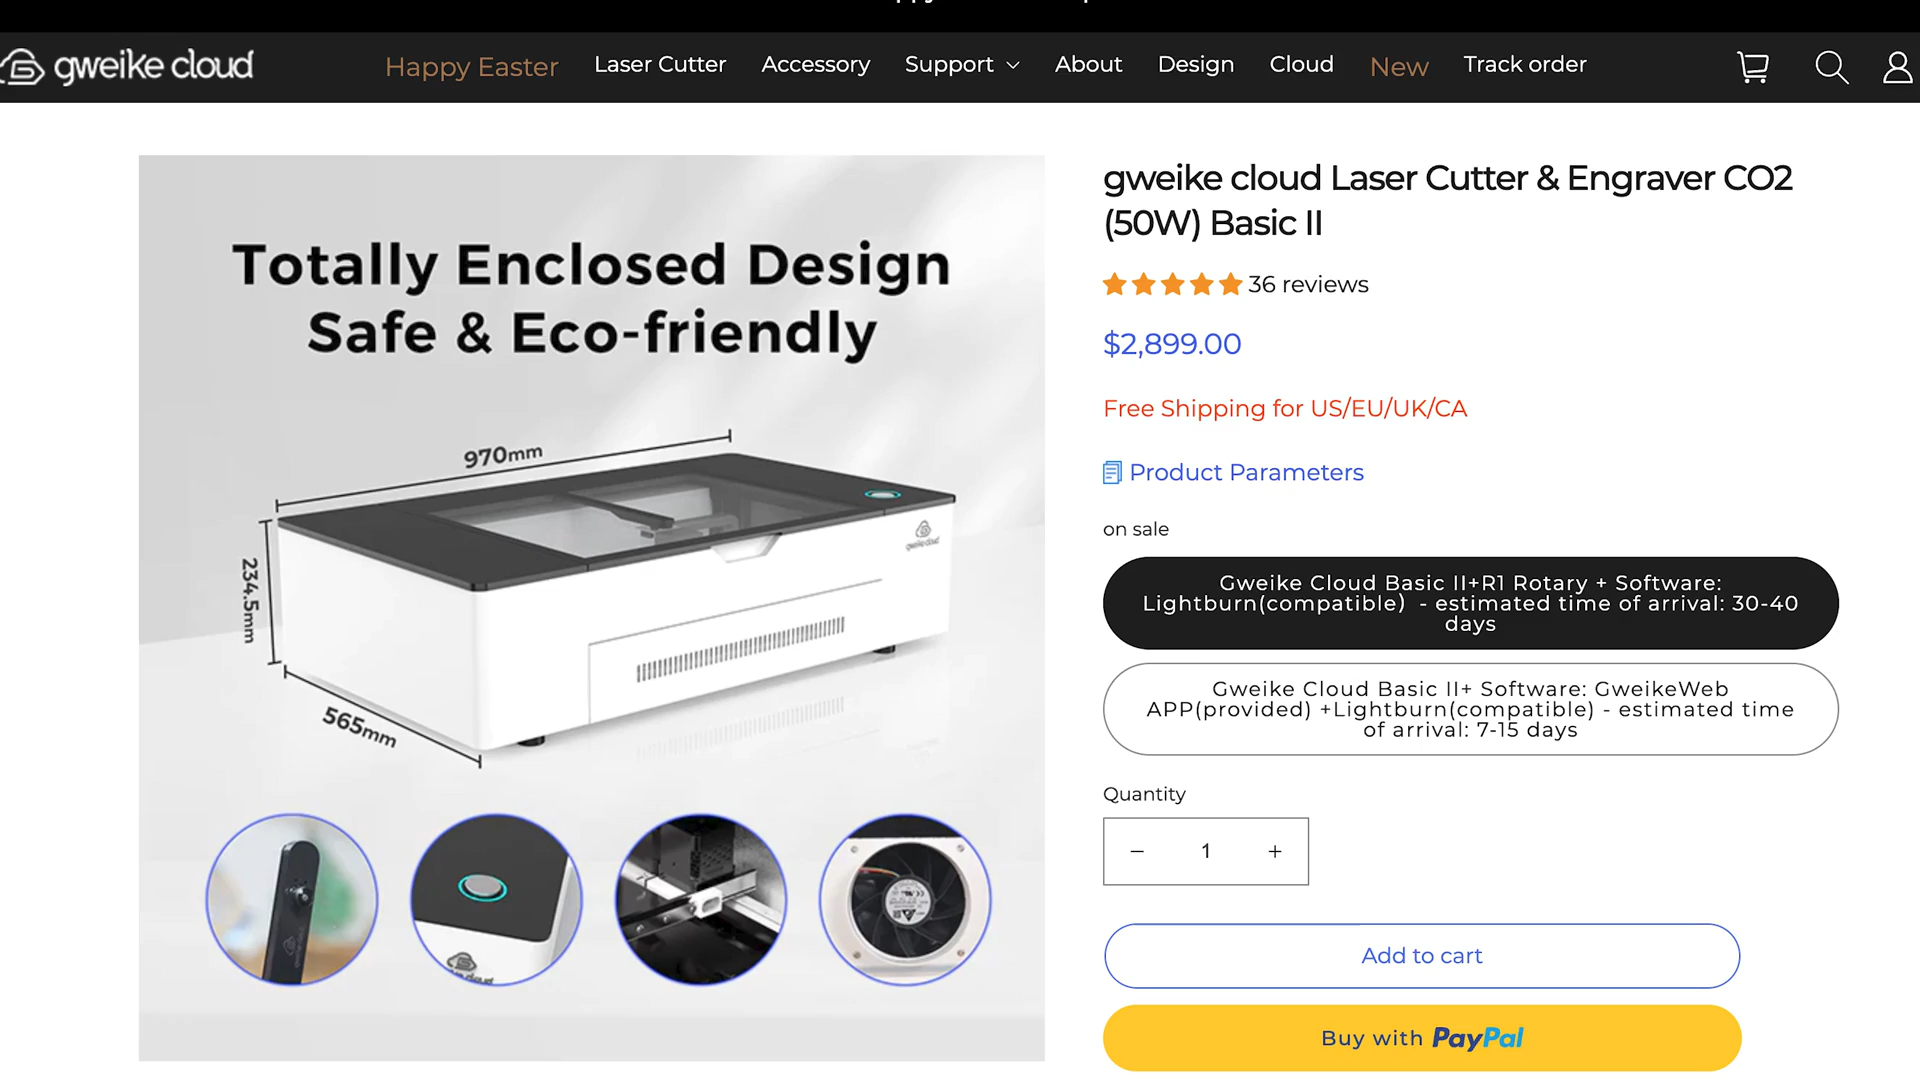 gweike cloud
Happy Easter
Laser Cutter
Accessory
Support
About
Design
Cloud
New
Track order
Totally Enclosed Design
Safe & Eco-friendly
970mm
234.5mm
565mm
gweike cloud
gweike cloud Laser Cutter & Engraver CO2
(50W) Basic II
36 reviews
$2,899.00
Free Shipping for US/EU/UK/CA
Product Parameters
on sale
Gweike Cloud Basic II+R1 Rotary + Software:
Lightburn(compatible) - estimated time of arrival: 30-40
days
Gweike Cloud Basic II+ Software: GweikeWeb
APP(provided) +Lightburn(compatible) - estimated time
of arrival: 7-15 days
Quantity
− 1 +
Add to cart
Buy with PayPal